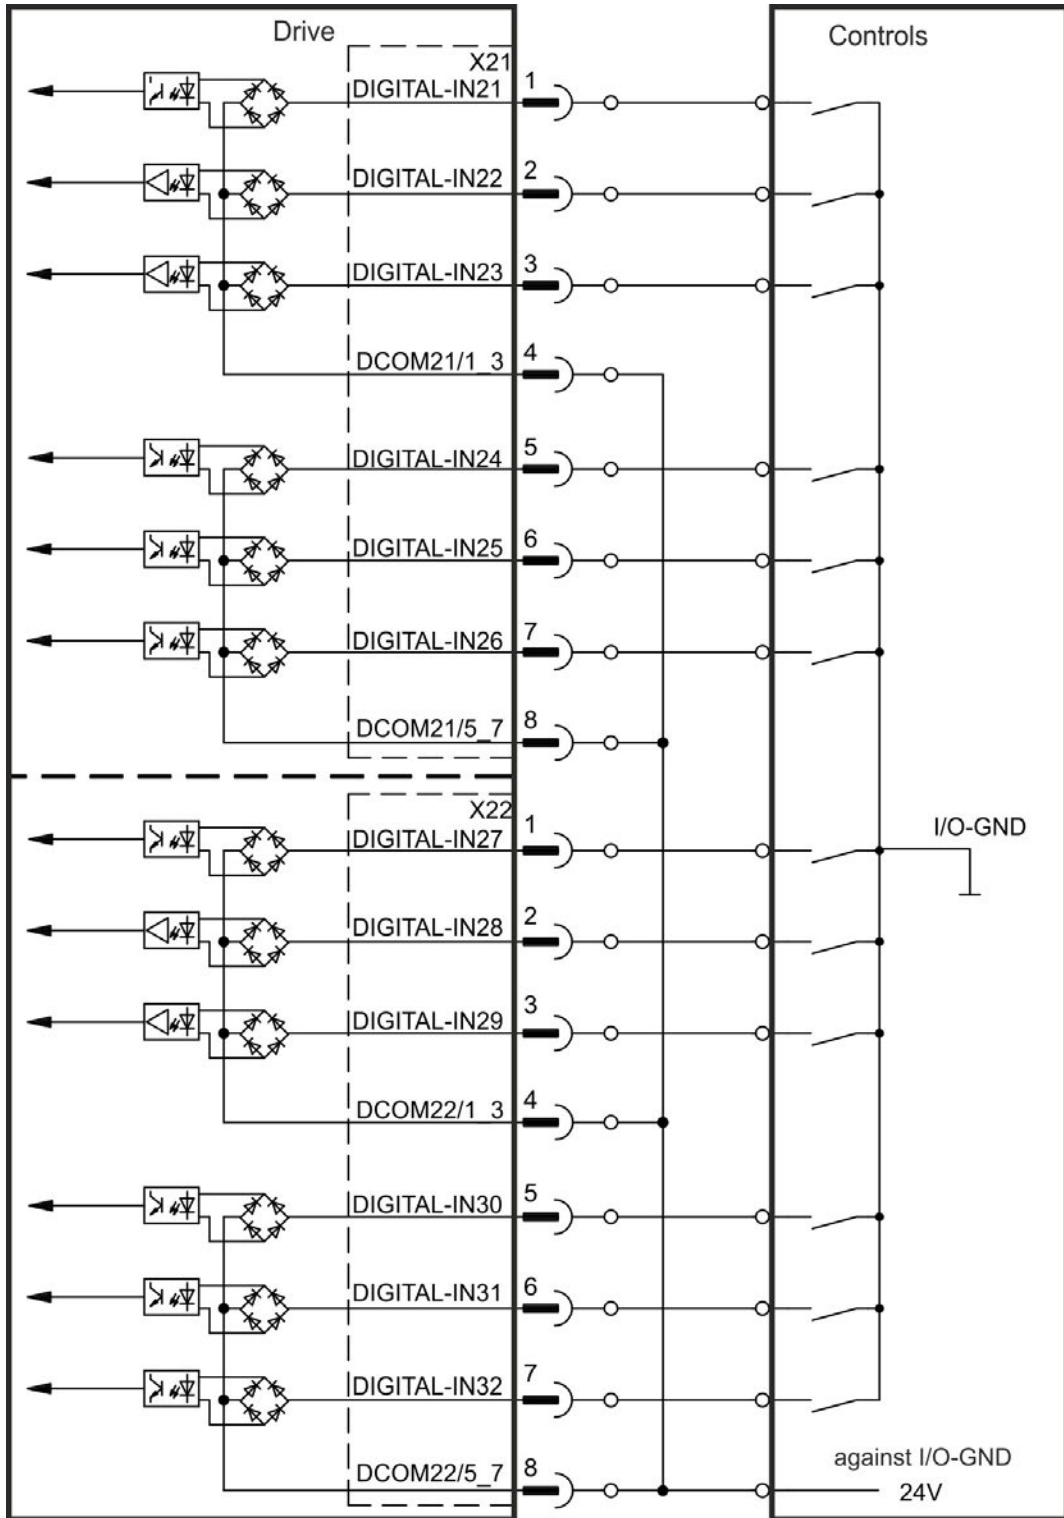 Drive
Controls
X21
DIGITAL-IN21 1
DIGITAL-IN22 2
DIGITAL-IN23 3
DCOM21/1_3 4
DIGITAL-IN24 5
DIGITAL-IN25 6
DIGITAL-IN26 7
DCOM21/5_7 8
X22
DIGITAL-IN27 1
I/O-GND
DIGITAL-IN28 2
DIGITAL-IN29 3
DCOM22/1_3 4
DIGITAL-IN30 5
DIGITAL-IN31 6
DIGITAL-IN32 7
DCOM22/5_7 8
against I/O-GND
24V